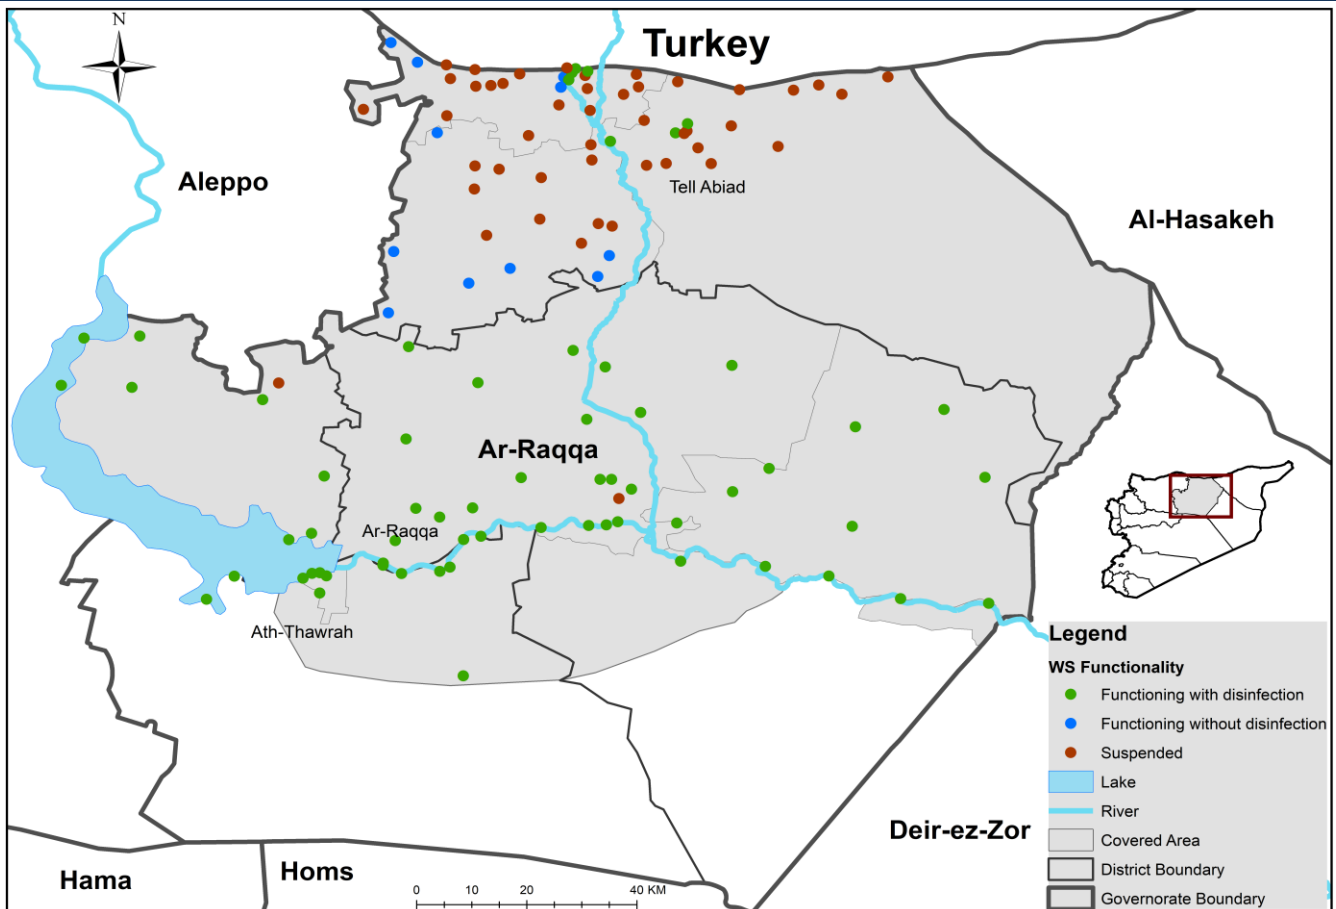 N
Turkey
Aleppo
Tell Abiad
Al-Hasakeh
Ar-Raqqa
Ar-Raqqa
Ath-Thawrah
Deir-ez-Zor
Homs
Hama
0 10 20 40 KM
Legend
WS Functionality
Functioning with disinfection
Functioning without disinfection
Suspended
Lake
River
Covered Area
District Boundary
Governorate Boundary